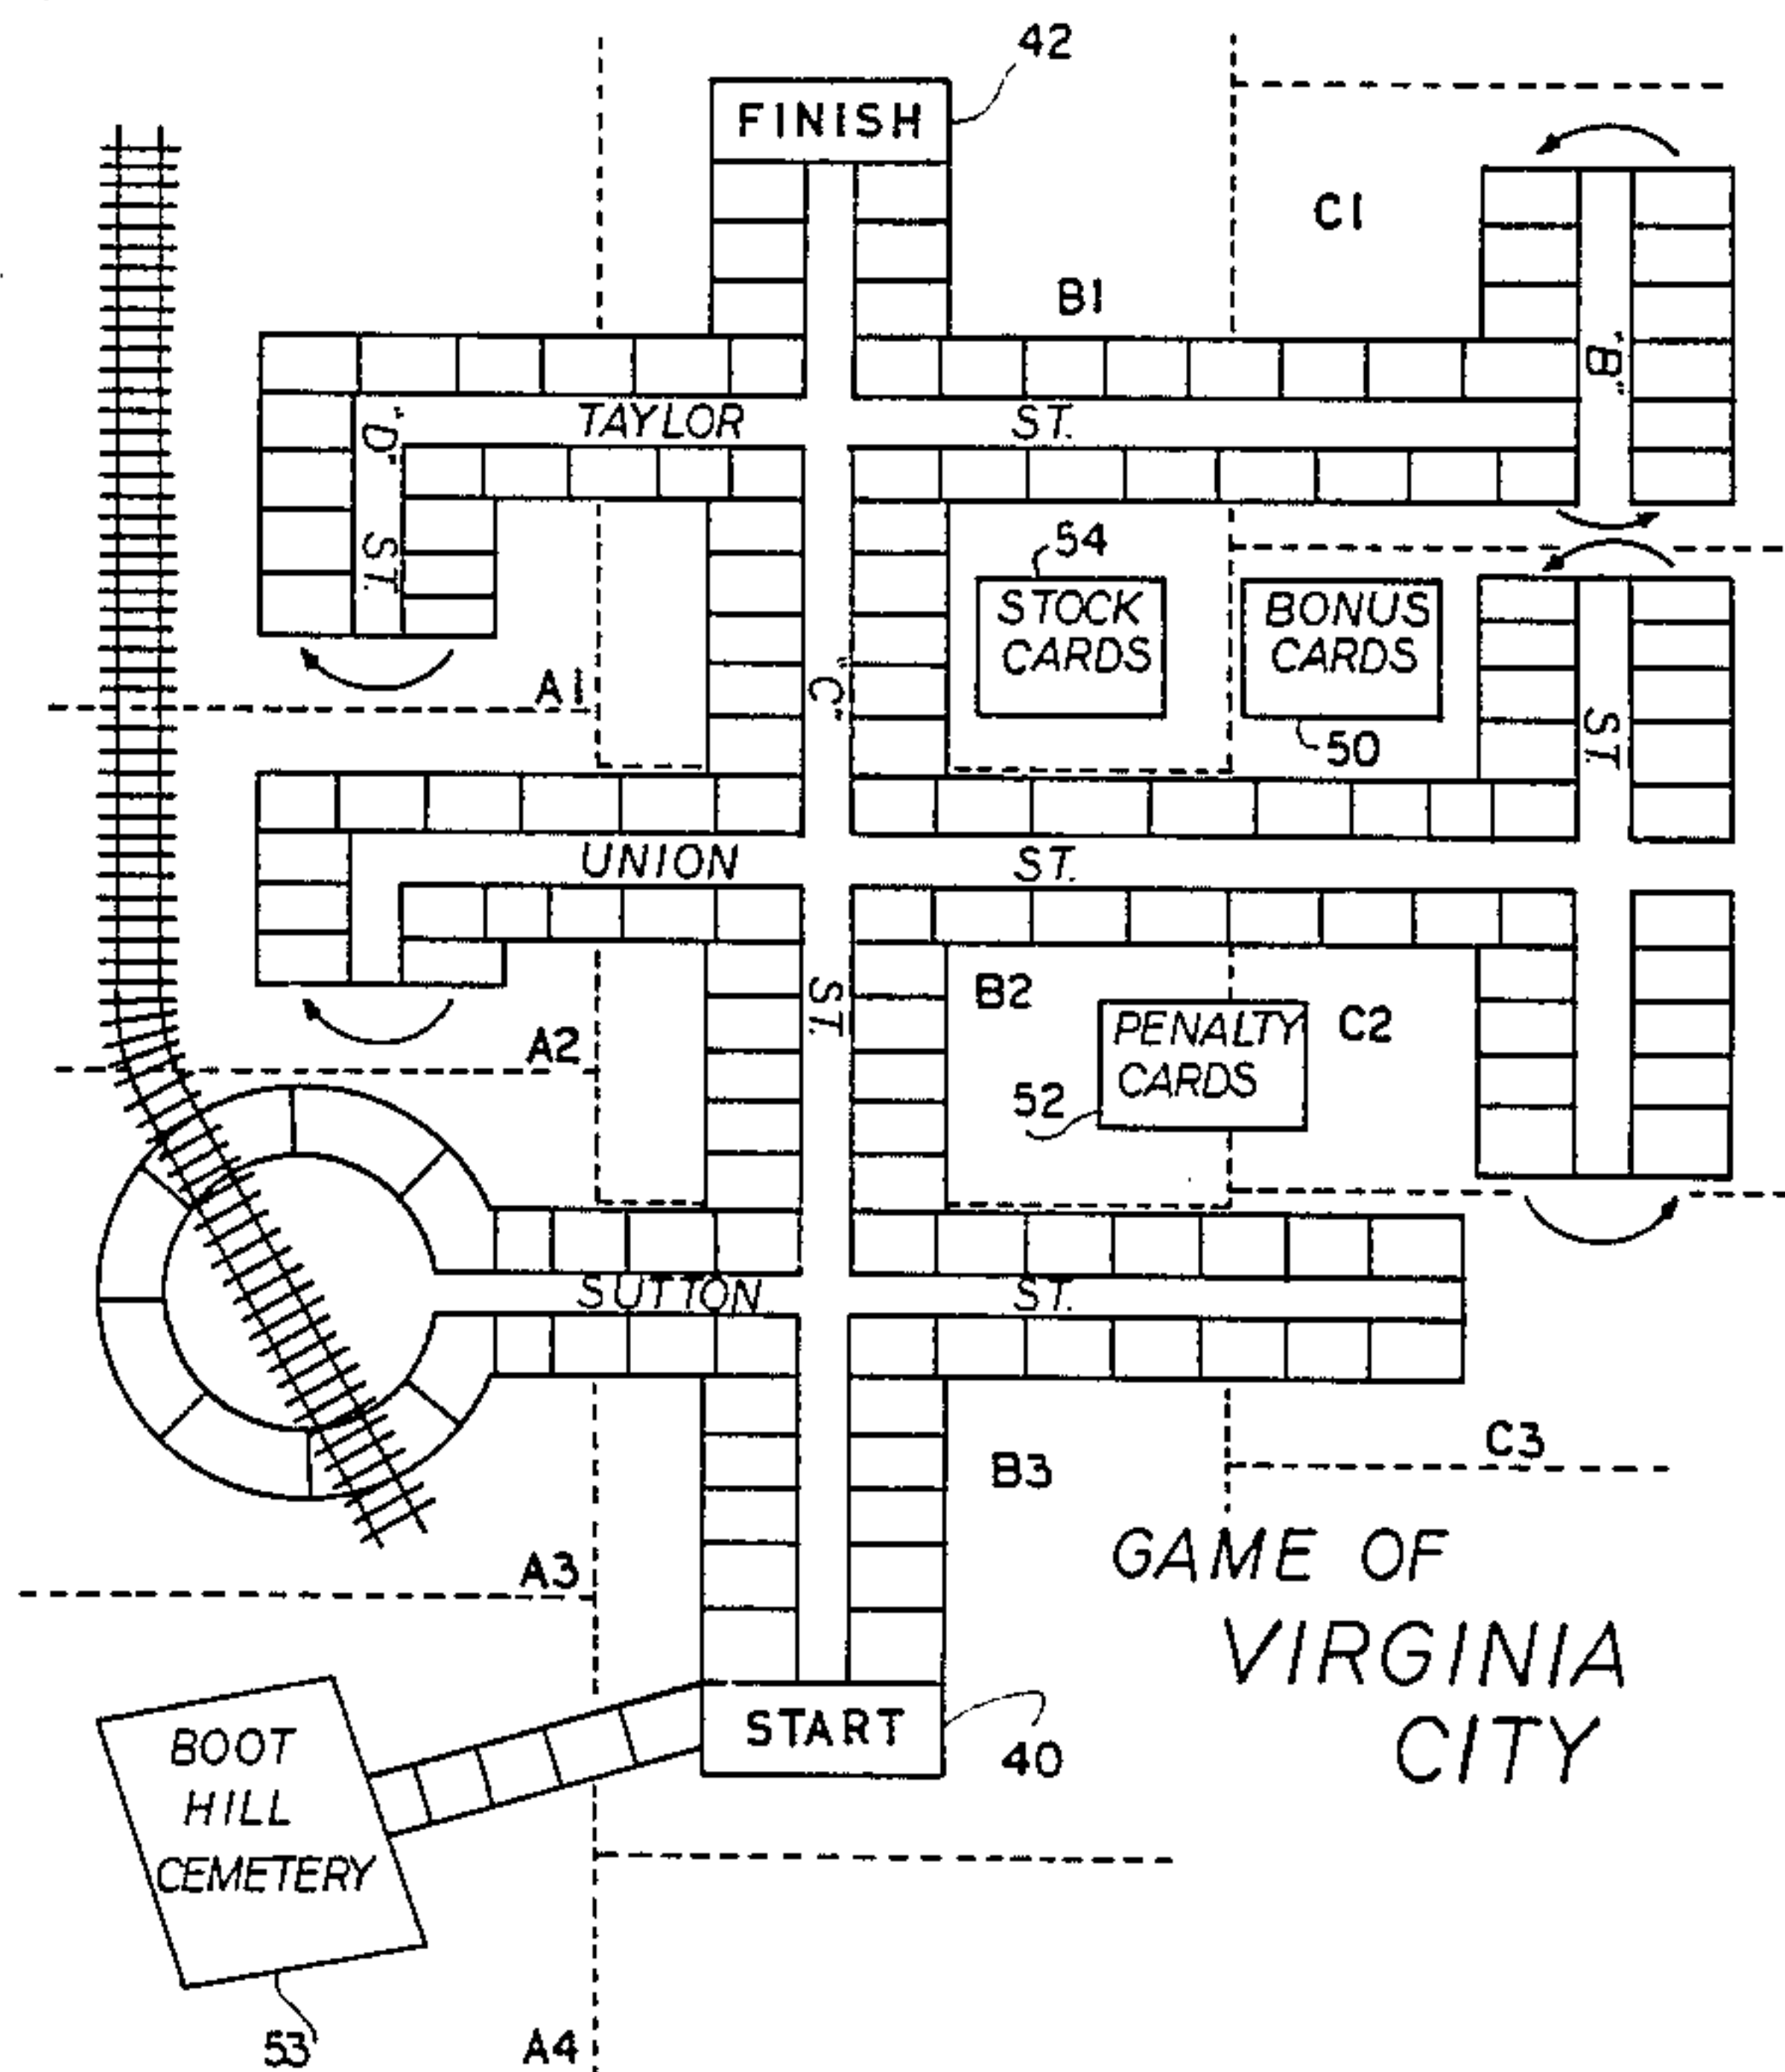 42
FINISH
C1
B1
"B"
TAYLOR ST.
"D"
ST.
54
STOCK
CARDS
BONUS
CARDS
50
A1
"C"
ST.
UNION ST.
B2
ST.
PENALTY
CARDS
C2
A2
52
SUTTON ST.
C3
B3
GAME OF
VIRGINIA
CITY
A3
START
40
BOOT
HILL
CEMETERY
53
A4